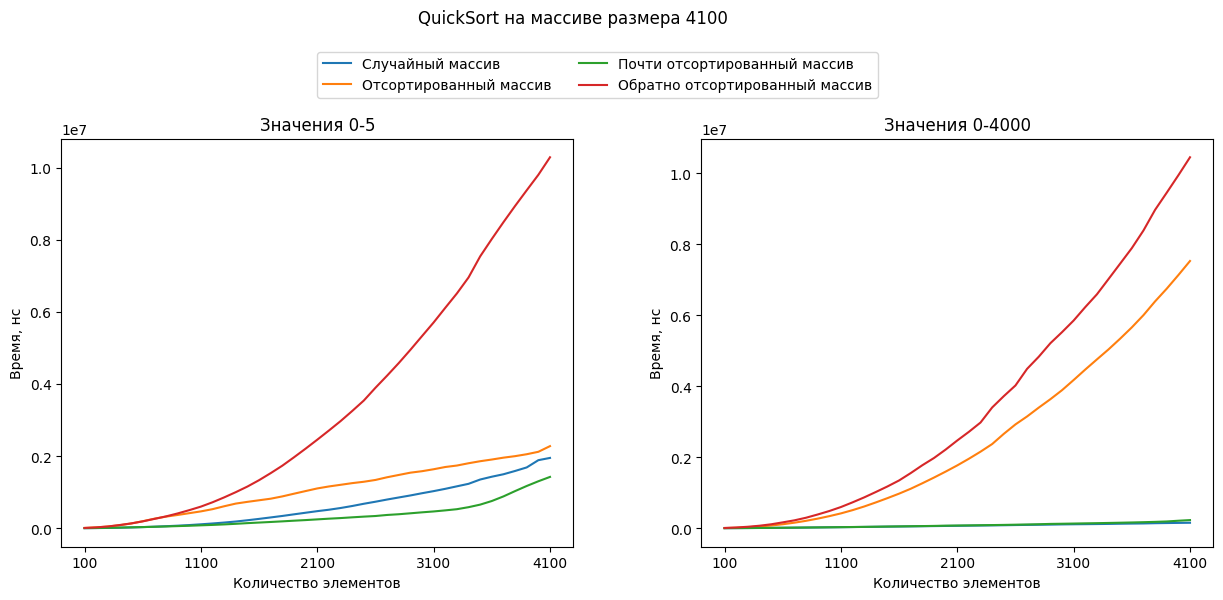 QuickSort на массиве размера 4100
Случайный массив
Отсортированный массив
Почти отсортированный массив
Обратно отсортированный массив
Значения 0-5
1e7
1.0
0.8
0.6
0.4
0.2
0.0
Время, нс
100 1100 2100 3100 4100
Количество элементов
Значения 0-4000
1e7
1.0
0.8
0.6
0.4
0.2
0.0
Время, нс
100 1100 2100 3100 4100
Количество элементов